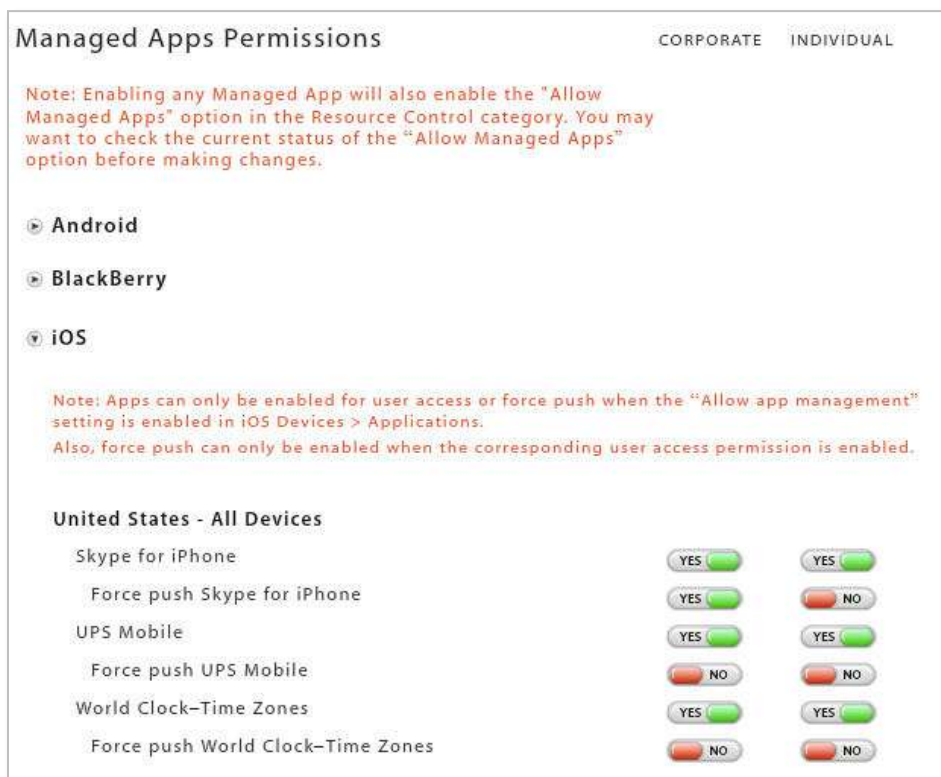 Managed Apps Permissions CORPORATE INDIVIDUAL
Note: Enabling any Managed App will also enable the "Allow
Managed Apps" option in the Resource Control category. You may
want to check the current status of the “Allow Managed Apps”
option before making changes.
Android
BlackBerry
iOS
Note: Apps can only be enabled for user access or force push when the “Allow app management”
setting is enabled in iOS Devices > Applications.
Also, force push can only be enabled when the corresponding user access permission is enabled.
United States - All Devices
Skype for iPhone YES YES
Force push Skype for iPhone YES NO
UPS Mobile YES YES
Force push UPS Mobile NO NO
World Clock–Time Zones YES YES
Force push World Clock–Time Zones NO NO